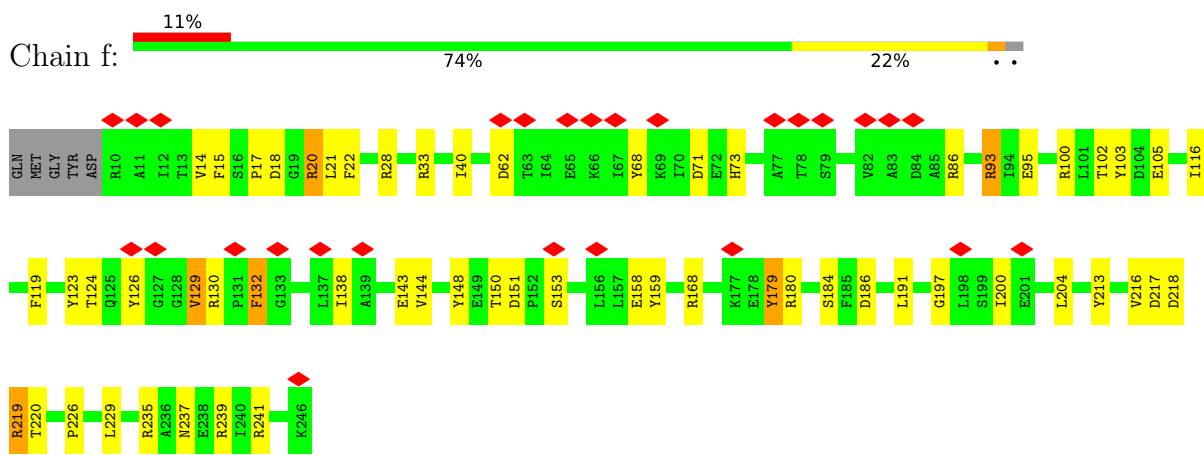 11%
Chain f:
74% 22% • •
GLN MET GLY TYR ASP R10 A11 I12 T13 V14 F15 S16 P17 D18 G19 R20 L21 F22 R28 R33 I40 D62 T63 I64 E65 K66 I67 Y68 K69 I70 D71 E72 H73 A77 T78 S79 V82 A83 D84 A85 R86 R93 I94 E95 R100 L101 T102 Y103 D104 E105 I116
F119 Y123 T124 Q125 Y126 G127 G128 V129 R130 P131 F132 G133 L137 I138 A139 E143 V144 Y148 E149 T150 D151 P152 S153 L156 L157 E158 Y159 R168 K177 E178 Y179 R180 S184 F185 D186 L191 G197 L198 S199 I200 E201 L204 Y213 V216 D217 D218
R219 T220 P226 L229 R235 A236 N237 E238 R239 I240 R241 K246